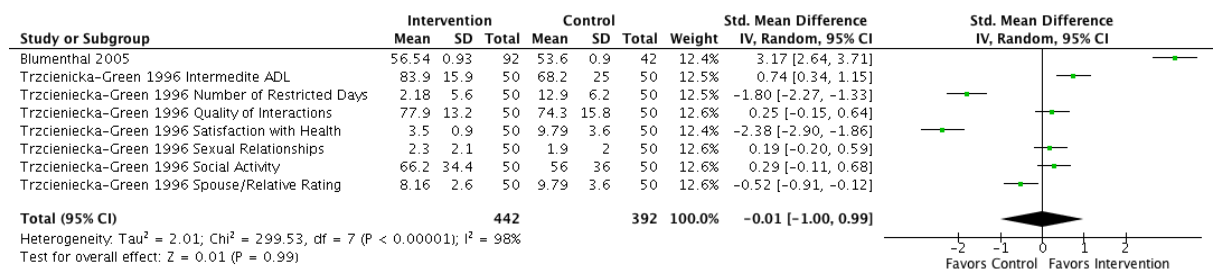 Intervention Control Std. Mean Difference Std. Mean Difference
Study or Subgroup Mean SD Total Mean SD Total Weight IV, Random, 95% CI IV, Random, 95% CI
Blumenthal 2005 56.54 0.93 92 53.6 0.9 42 12.4% 3.17 [2.64, 3.71]
Trzcienicka-Green 1996 Intermedite ADL 83.9 15.9 50 68.2 25 50 12.5% 0.74 [0.34, 1.15]
Trzcieniecka-Green 1996 Number of Restricted Days 2.18 5.6 50 12.9 6.2 50 12.5% -1.80 [-2.27, -1.33]
Trzcieniecka-Green 1996 Quality of Interactions 77.9 13.2 50 74.3 15.8 50 12.6% 0.25 [-0.15, 0.64]
Trzcieniecka-Green 1996 Satisfaction with Health 3.5 0.9 50 9.79 3.6 50 12.4% -2.38 [-2.90, -1.86]
Trzcieniecka-Green 1996 Sexual Relationships 2.3 2.1 50 1.9 2 50 12.6% 0.19 [-0.20, 0.59]
Trzcieniecka-Green 1996 Social Activity 66.2 34.4 50 56 36 50 12.6% 0.29 [-0.11, 0.68]
Trzcieniecka-Green 1996 Spouse/Relative Rating 8.16 2.6 50 9.79 3.6 50 12.6% -0.52 [-0.91, -0.12]
Total (95% CI) 442 392 100.0% -0.01 [-1.00, 0.99]
Heterogeneity: Tau² = 2.01; Chi² = 299.53, df = 7 (P < 0.00001); I² = 98%
Test for overall effect: Z = 0.01 (P = 0.99)
-2 -1 0 1 2
Favors Control Favors Intervention